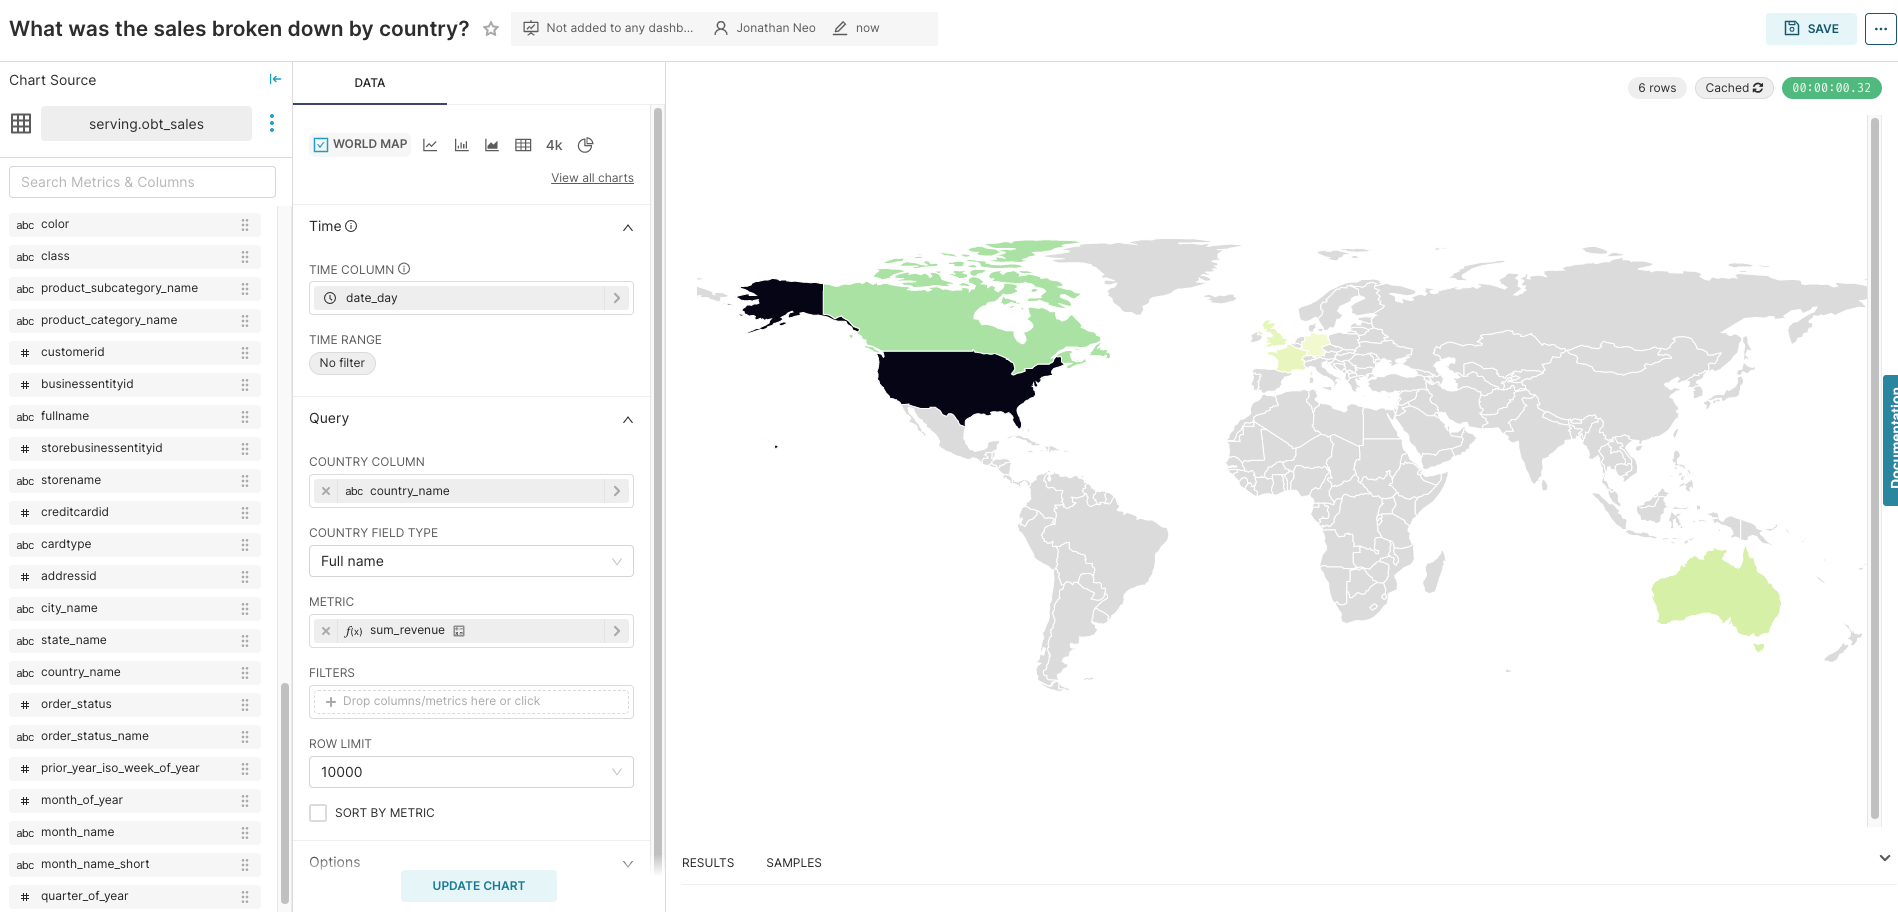 What was the sales broken down by country?
Not added to any dashb...
Jonathan Neo
now
SAVE
Chart Source
serving.obt_sales
Search Metrics & Columns
abc color
abc class
abc product_subcategory_name
abc product_category_name
# customerid
# businessentityid
abc fullname
# storebusinessentityid
abc storename
# creditcardid
abc cardtype
# addressid
abc city_name
abc state_name
abc country_name
# order_status
abc order_status_name
# prior_year_iso_week_of_year
# month_of_year
abc month_name
abc month_name_short
# quarter_of_year
DATA
WORLD MAP
4k
View all charts
Time
TIME COLUMN
date_day
TIME RANGE
No filter
Query
COUNTRY COLUMN
abc country_name
COUNTRY FIELD TYPE
Full name
METRIC
f(x) sum_revenue
FILTERS
+ Drop columns/metrics here or click
ROW LIMIT
10000
SORT BY METRIC
Options
UPDATE CHART
6 rows
Cached
00:00:00.32
Documentation
RESULTS
SAMPLES